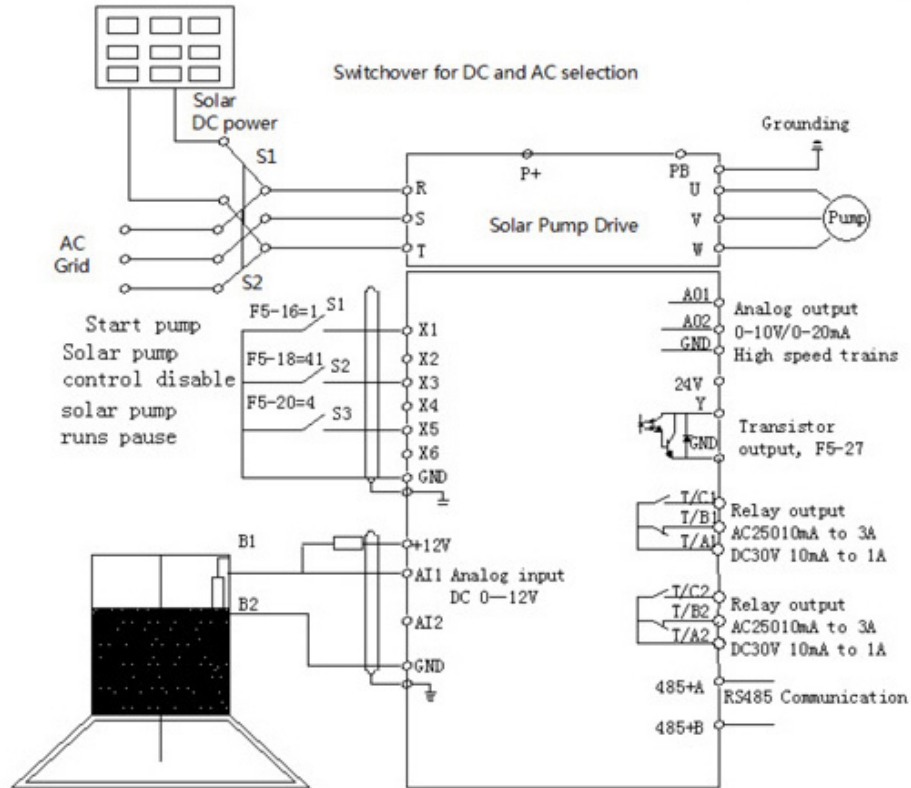 Switchover for DC and AC selection
Solar
DC power
S1
Grounding
P+
PB
R
U
S
Solar Pump Drive
V
Pump
T
W
AC
Grid
S2
Start pump
Solar pump
control disable
solar pump
runs pause
F5-16=1
S1
F5-18=41
S2
F5-20=4
S3
X1
X2
X3
X4
X5
X6
GND
A01
A02
GND
Analog output
0-10V/0-20mA
High speed trains
24V
Y
GND
Transistor
output, F5-27
T/C1
T/B1
T/A1
Relay output
AC25010mA to 3A
DC30V 10mA to 1A
B1
B2
+12V
AI1 Analog input
DC 0—12V
AI2
GND
T/C2
T/B2
T/A2
Relay output
AC25010mA to 3A
DC30V 10mA to 1A
485+A
RS485 Communication
485+B